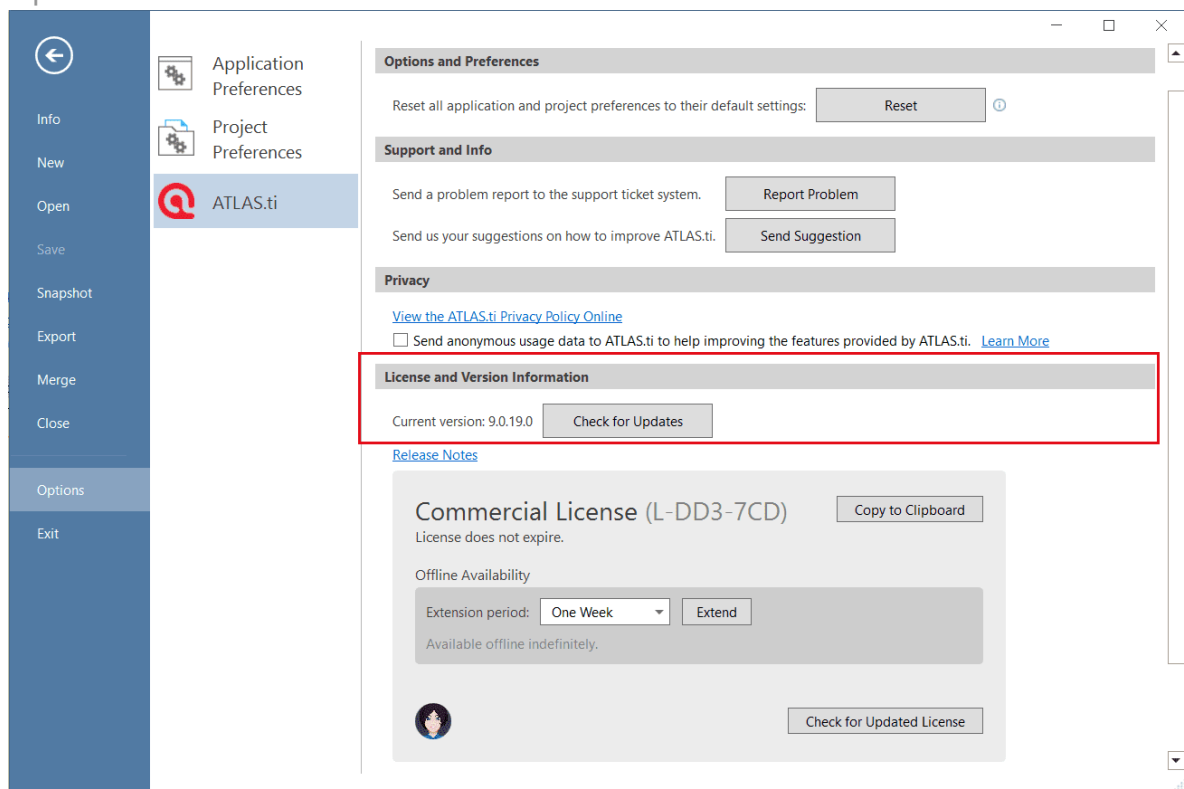 Info
New
Open
Save
Snapshot
Export
Merge
Close
Options
Exit
Application
Preferences
Project
Preferences
ATLAS.ti
Options and Preferences
Reset all application and project preferences to their default settings: Reset
Support and Info
Send a problem report to the support ticket system. Report Problem
Send us your suggestions on how to improve ATLAS.ti. Send Suggestion
Privacy
View the ATLAS.ti Privacy Policy Online
Send anonymous usage data to ATLAS.ti to help improving the features provided by ATLAS.ti. Learn More
License and Version Information
Current version: 9.0.19.0 Check for Updates
Release Notes
Commercial License (L-DD3-7CD) Copy to Clipboard
License does not expire.
Offline Availability
Extension period: One Week Extend
Available offline indefinitely.
Check for Updated License